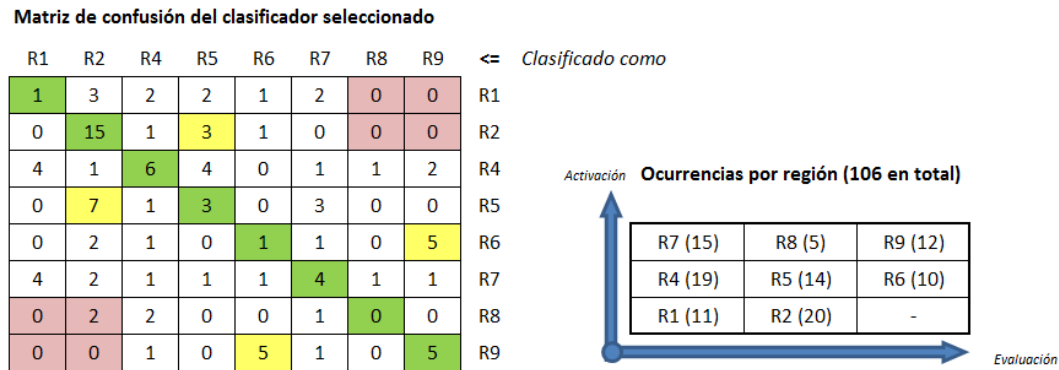 Matriz de confusión del clasificador seleccionado
R1 R2 R4 R5 R6 R7 R8 R9 <= Clasificado como
1 3 2 2 1 2 0 0 R1
0 15 1 3 1 0 0 0 R2
4 1 6 4 0 1 1 2 R4
0 7 1 3 0 3 0 0 R5
0 2 1 0 1 1 0 5 R6
4 2 1 1 1 4 1 1 R7
0 2 2 0 0 1 0 0 R8
0 0 1 0 5 1 0 5 R9
Activación Ocurrencias por región (106 en total)
R7 (15) R8 (5) R9 (12)
R4 (19) R5 (14) R6 (10)
R1 (11) R2 (20) -
Evaluación